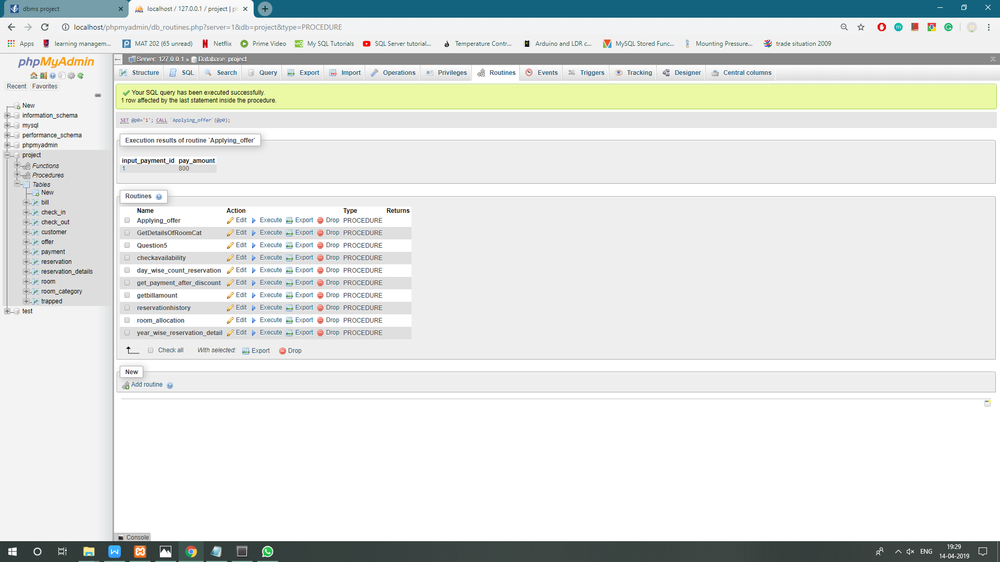 dbms project
localhost / 127.0.0.1 / project | ph
localhost/phpmyadmin/db_routines.php?server=1&db=project&type=PROCEDURE
Apps
learning managem...
MAT 202 (65 unread)
Netflix
Prime Video
My SQL Tutorials
SQL Server tutorial...
Temperature Contr...
Arduino and LDR c...
MySQL Stored Func...
Mounting Pressure...
trade situation 2009
phpMyAdmin
Recent Favorites
New
information_schema
mysql
performance_schema
phpmyadmin
project
Functions
Procedures
Tables
New
bill
check_in
check_out
customer
offer
payment
reservation
reservation_details
room
room_category
trapped
test
Server: 127.0.0.1 » Database: project
Structure SQL Search Query Export Import Operations Privileges Routines Events Triggers Tracking Designer Central columns
Your SQL query has been executed successfully.
1 row affected by the last statement inside the procedure.
SET @p0='1'; CALL `Applying_offer`(@p0);
Execution results of routine `Applying_offer`
input_payment_id pay_amount
1 800
Routines
Name Action Type Returns
Applying_offer Edit Execute Export Drop PROCEDURE
GetDetailsOfRoomCat Edit Execute Export Drop PROCEDURE
Question5 Edit Execute Export Drop PROCEDURE
checkavailability Edit Execute Export Drop PROCEDURE
day_wise_count_reservation Edit Execute Export Drop PROCEDURE
get_payment_after_discount Edit Execute Export Drop PROCEDURE
getbillamount Edit Execute Export Drop PROCEDURE
reservationhistory Edit Execute Export Drop PROCEDURE
room_allocation Edit Execute Export Drop PROCEDURE
year_wise_reservation_detail Edit Execute Export Drop PROCEDURE
Check all With selected: Export Drop
New
Add routine
Console
ENG
19:29
14-04-2019